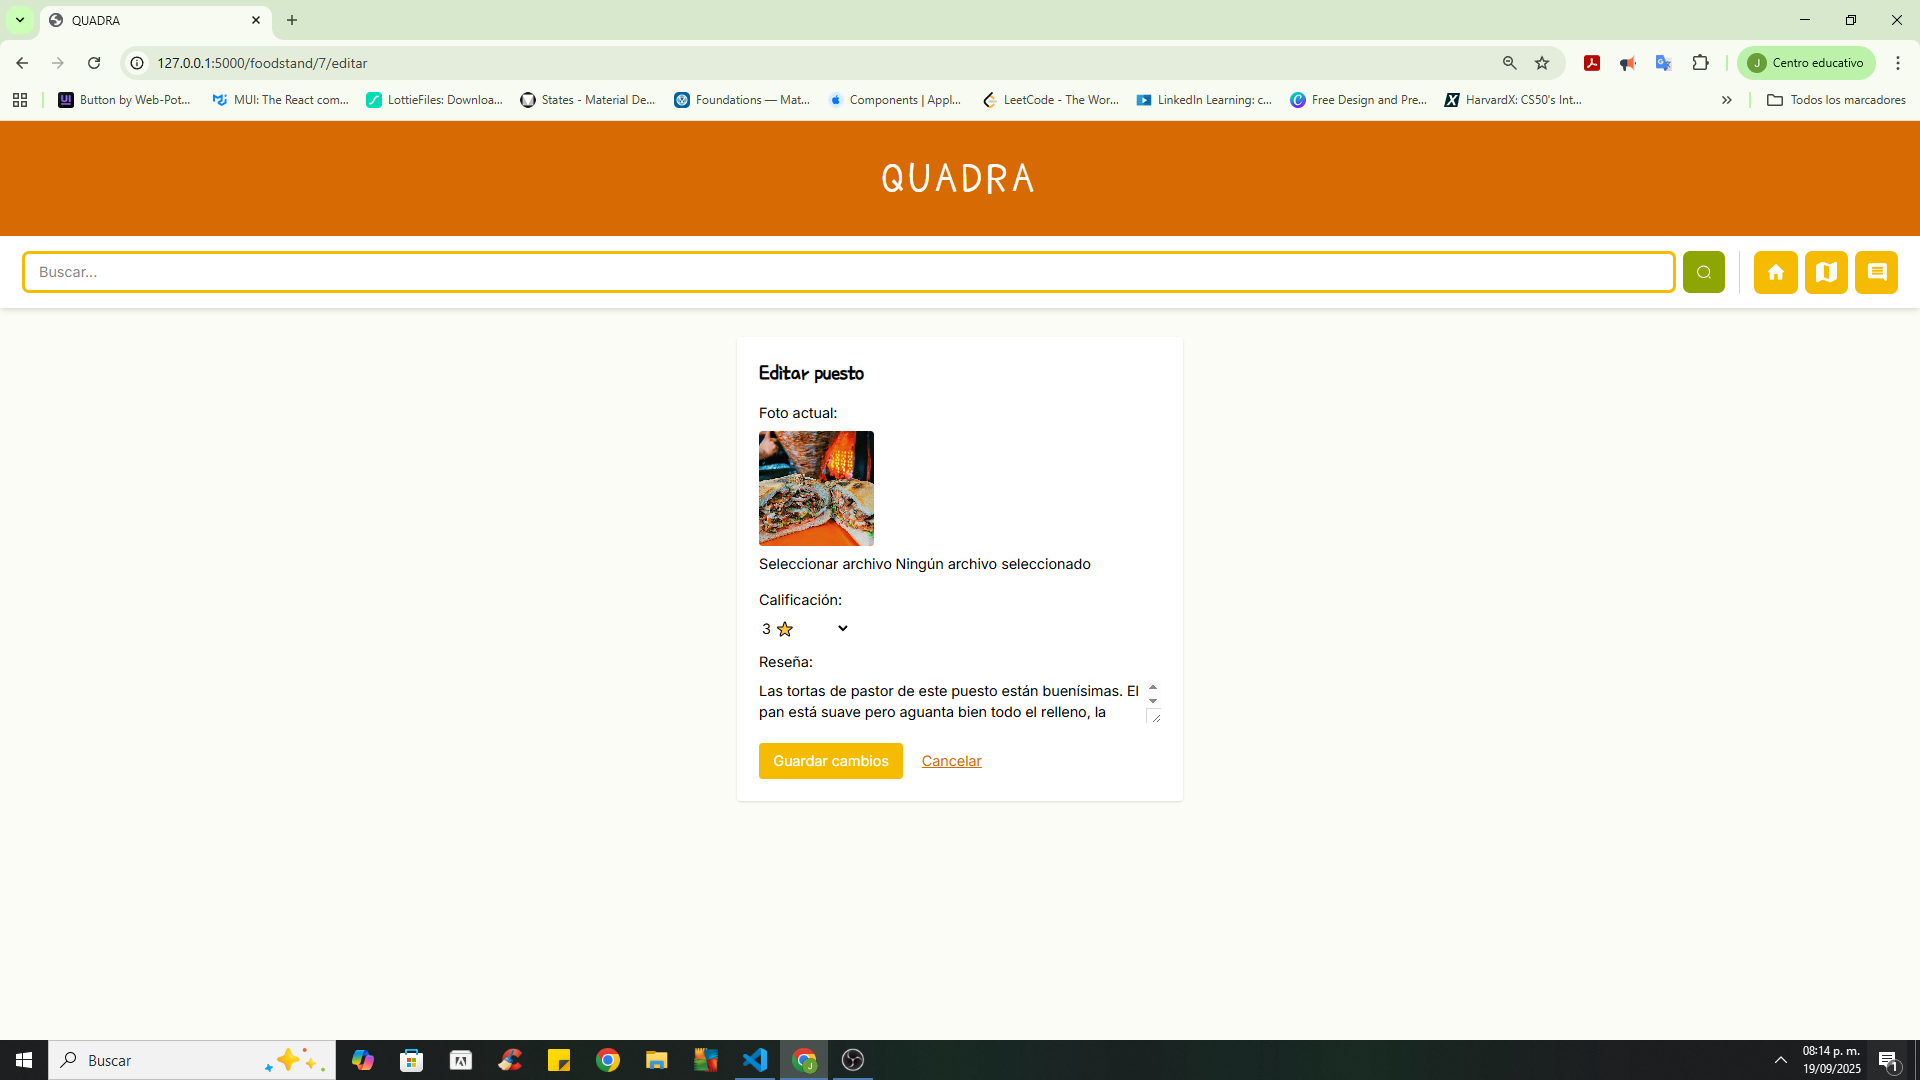 QUADRA
127.0.0.1:5000/foodstand/7/editar
J Centro educativo
Button by Web-Pot...
MUI: The React com...
LottieFiles: Downloa...
States - Material De...
Foundations — Mat...
Components | Appl...
LeetCode - The Wor...
LinkedIn Learning: c...
Free Design and Pre...
HarvardX: CS50's Int...
Todos los marcadores
QUADRA
Buscar...
Editar puesto
Foto actual:
Seleccionar archivo Ningún archivo seleccionado
Calificación:
3
Reseña:
Las tortas de pastor de este puesto están buenísimas. El
pan está suave pero aguanta bien todo el relleno, la
Guardar cambios
Cancelar
Buscar
08:14 p. m.
19/09/2025
1